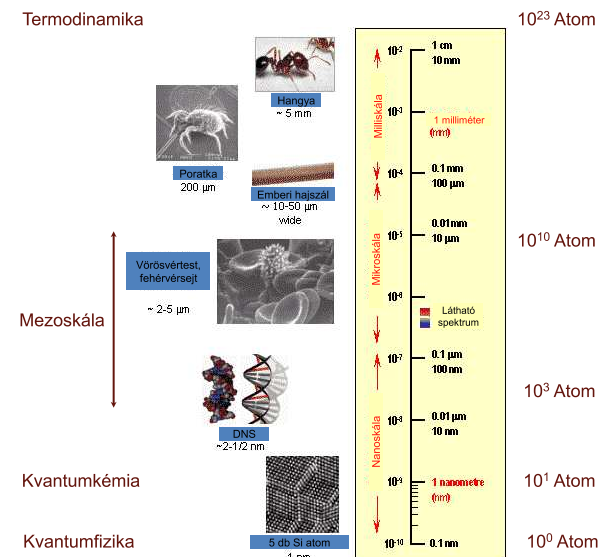 Termodinamika
10²³ Atom
Hangya
~ 5 mm
Poratka
200 µm
Emberi hajszál
~ 10-50 µm
wide
Vörösvértest,
fehérvérsejt
~ 2-5 µm
Mezoskála
DNS
~2-1/2 nm
Kvantumkémia
5 db Si atom
1 nm
Kvantumfizika
Milliskála
Mikroskála
Nanoskála
10⁻² 1 cm
10 mm
10⁻³ 1 milliméter
(mm)
10⁻⁴ 0.1 mm
100 µm
10⁻⁵ 0.01 mm
10 µm
10⁻⁶
Látható
spektrum
10⁻⁷ 0.1 µm
100 nm
10⁻⁸ 0.01 µm
10 nm
10⁻⁹ 1 nanometre
(nm)
10⁻¹⁰ 0.1 nm
10¹⁰ Atom
10³ Atom
10¹ Atom
10⁰ Atom